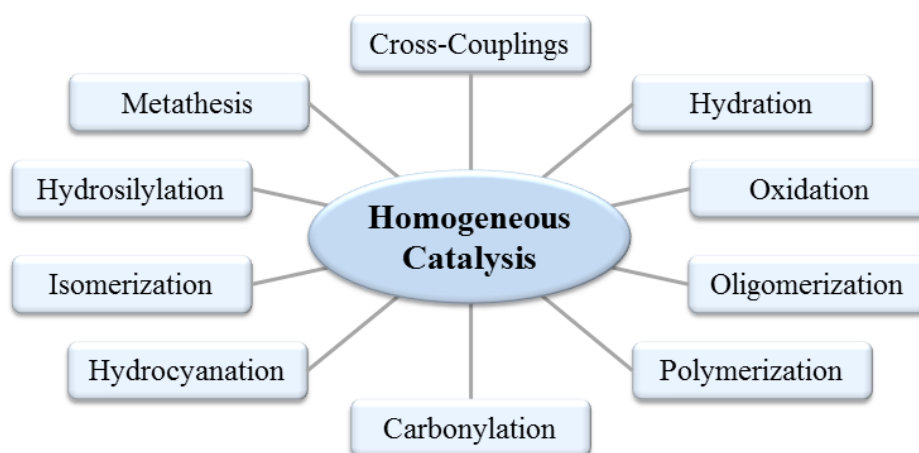 Cross-Couplings
Metathesis
Hydration
Hydrosilylation
Oxidation
Homogeneous
Catalysis
Isomerization
Oligomerization
Hydrocyanation
Polymerization
Carbonylation